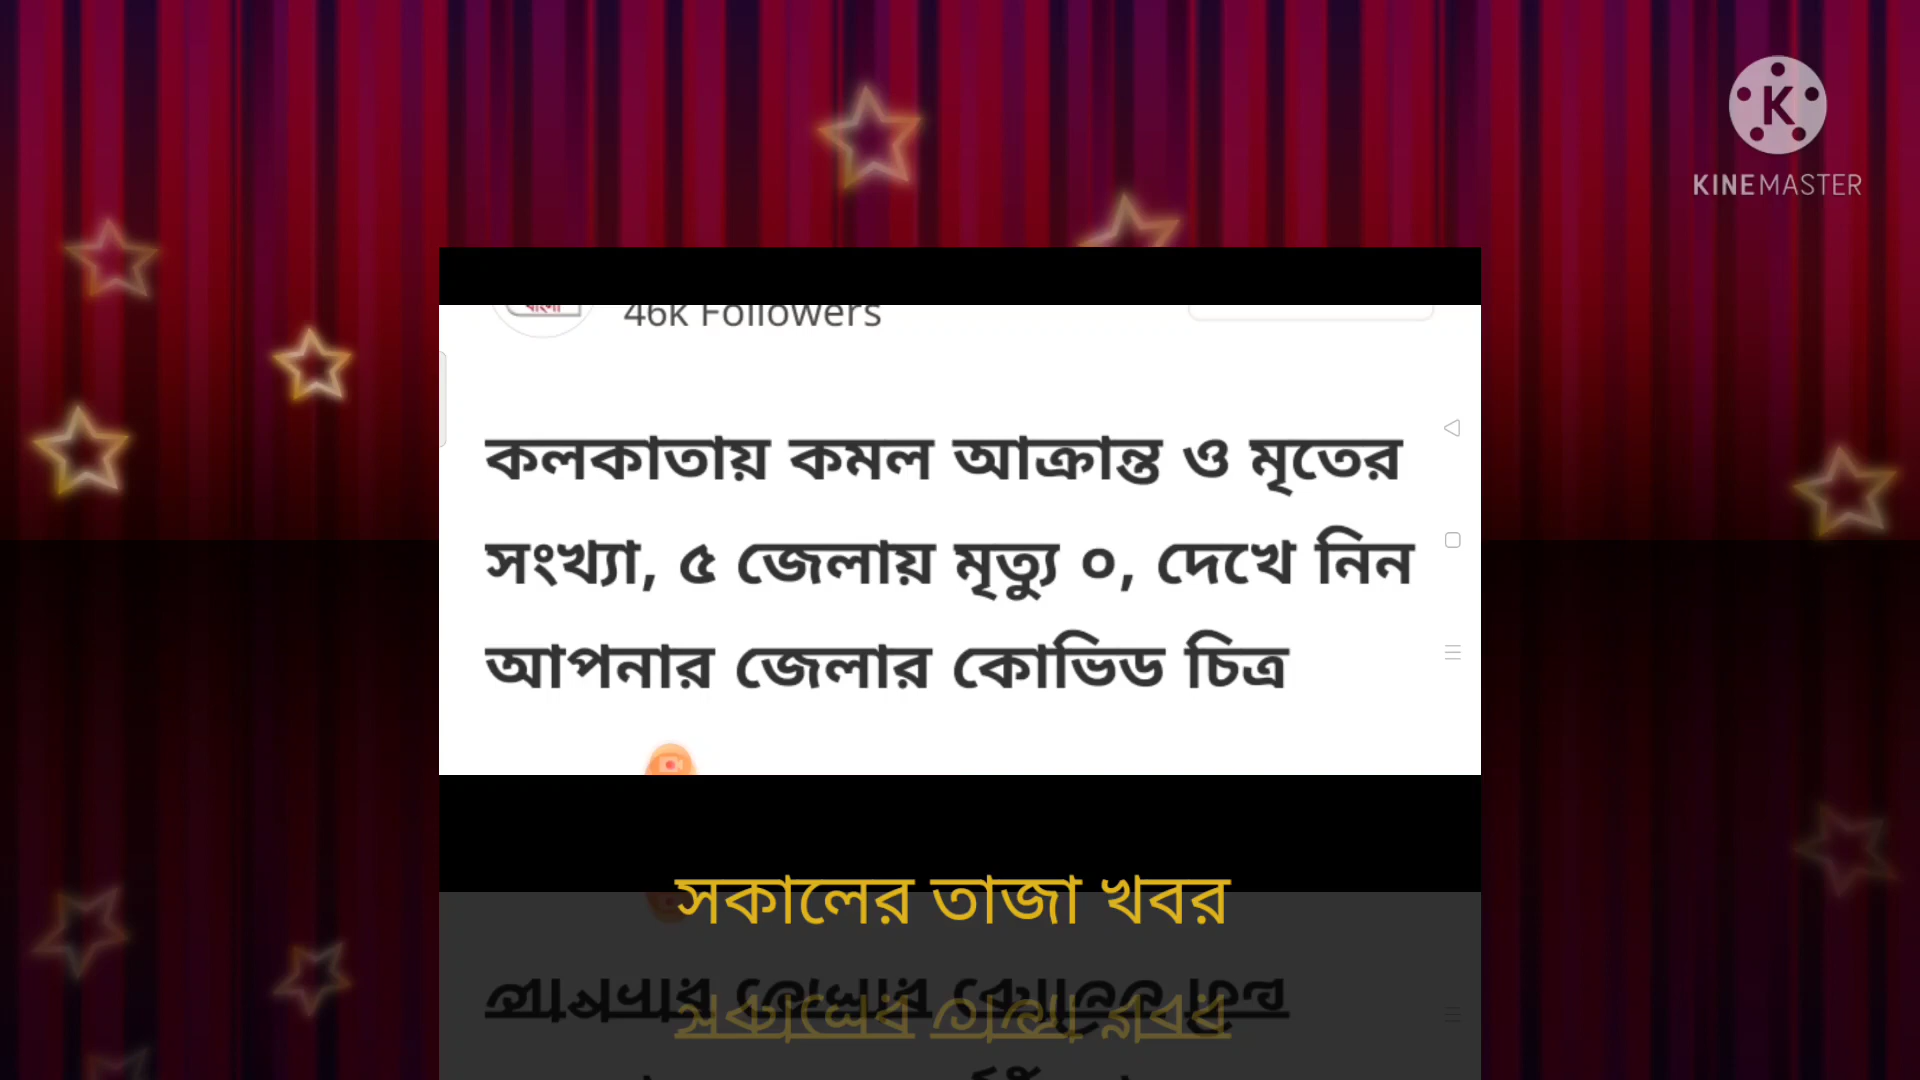 KINEMASTER
বাংলা
46k Followers
কলকাতায় কমল আক্রান্ত ও মৃতের
সংখ্যা, ৫ জেলায় মৃত্যু ০, দেখে নিন
আপনার জেলার কোভিড চিত্র
সকালের তাজা খবর